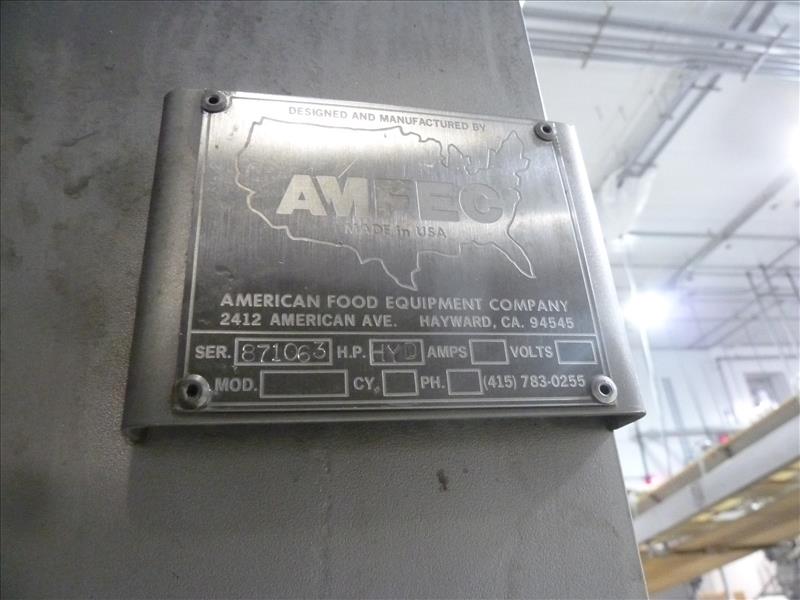 DESIGNED AND MANUFACTURED BY
AMFEC
MADE in USA
AMERICAN FOOD EQUIPMENT COMPANY
2412 AMERICAN AVE. HAYWARD, CA. 94545
SER. 871063 H.P. HYD AMPS VOLTS
MOD. CY. PH. (415) 783-0255